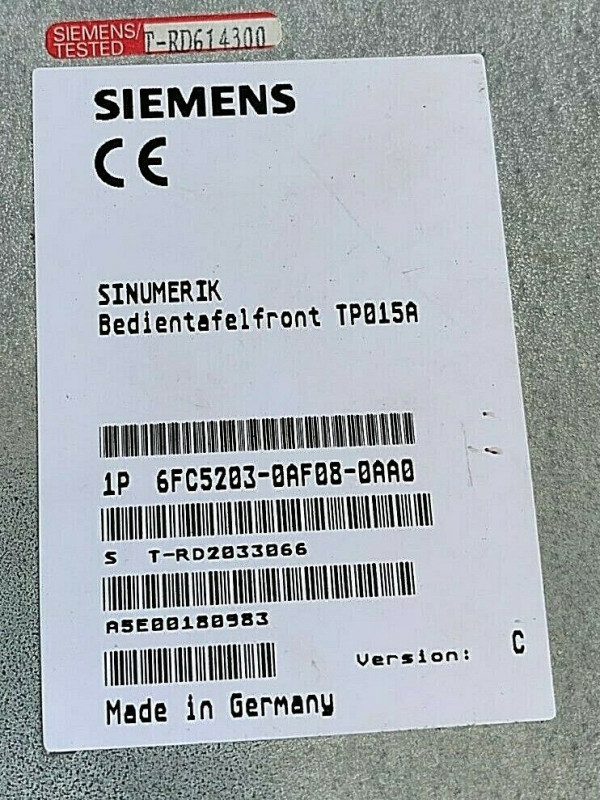 SIEMENS/
TESTED
T-RD614300
SIEMENS
CE
SINUMERIK
Bedientafelfront TP015A
1P 6FC5203-0AF08-0AA0
S T-RD2033066
A5E00180983
Version: C
Made in Germany